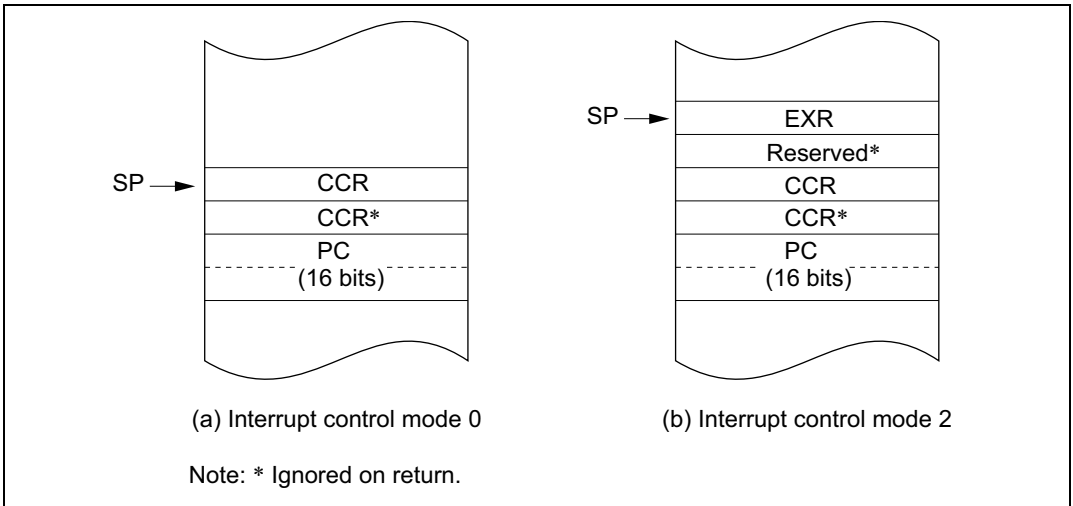 SP
CCR
CCR*
PC
(16 bits)
(a) Interrupt control mode 0
SP
EXR
Reserved*
CCR
CCR*
PC
(16 bits)
(b) Interrupt control mode 2
Note: * Ignored on return.